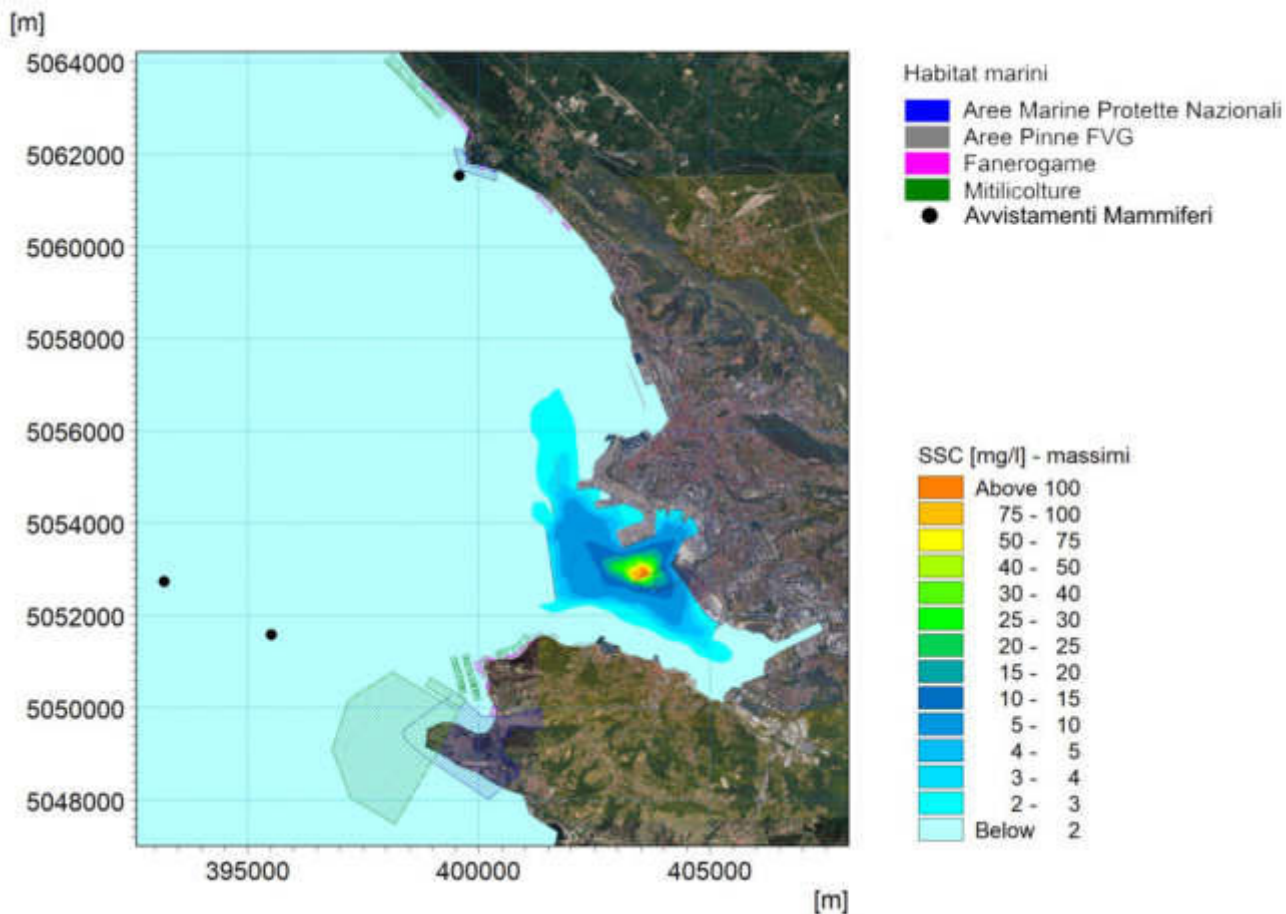 [m]
5064000
5062000
5060000
5058000
5056000
5054000
5052000
5050000
5048000
395000
400000
405000
[m]
Habitat marini
Aree Marine Protette Nazionali
Aree Pinne FVG
Fanerogame
Mitilicolture
Avvistamenti Mammiferi
SSC [mg/l] - massimi
Above 100
75 - 100
50 - 75
40 - 50
30 - 40
25 - 30
20 - 25
15 - 20
10 - 15
5 - 10
4 - 5
3 - 4
2 - 3
Below 2